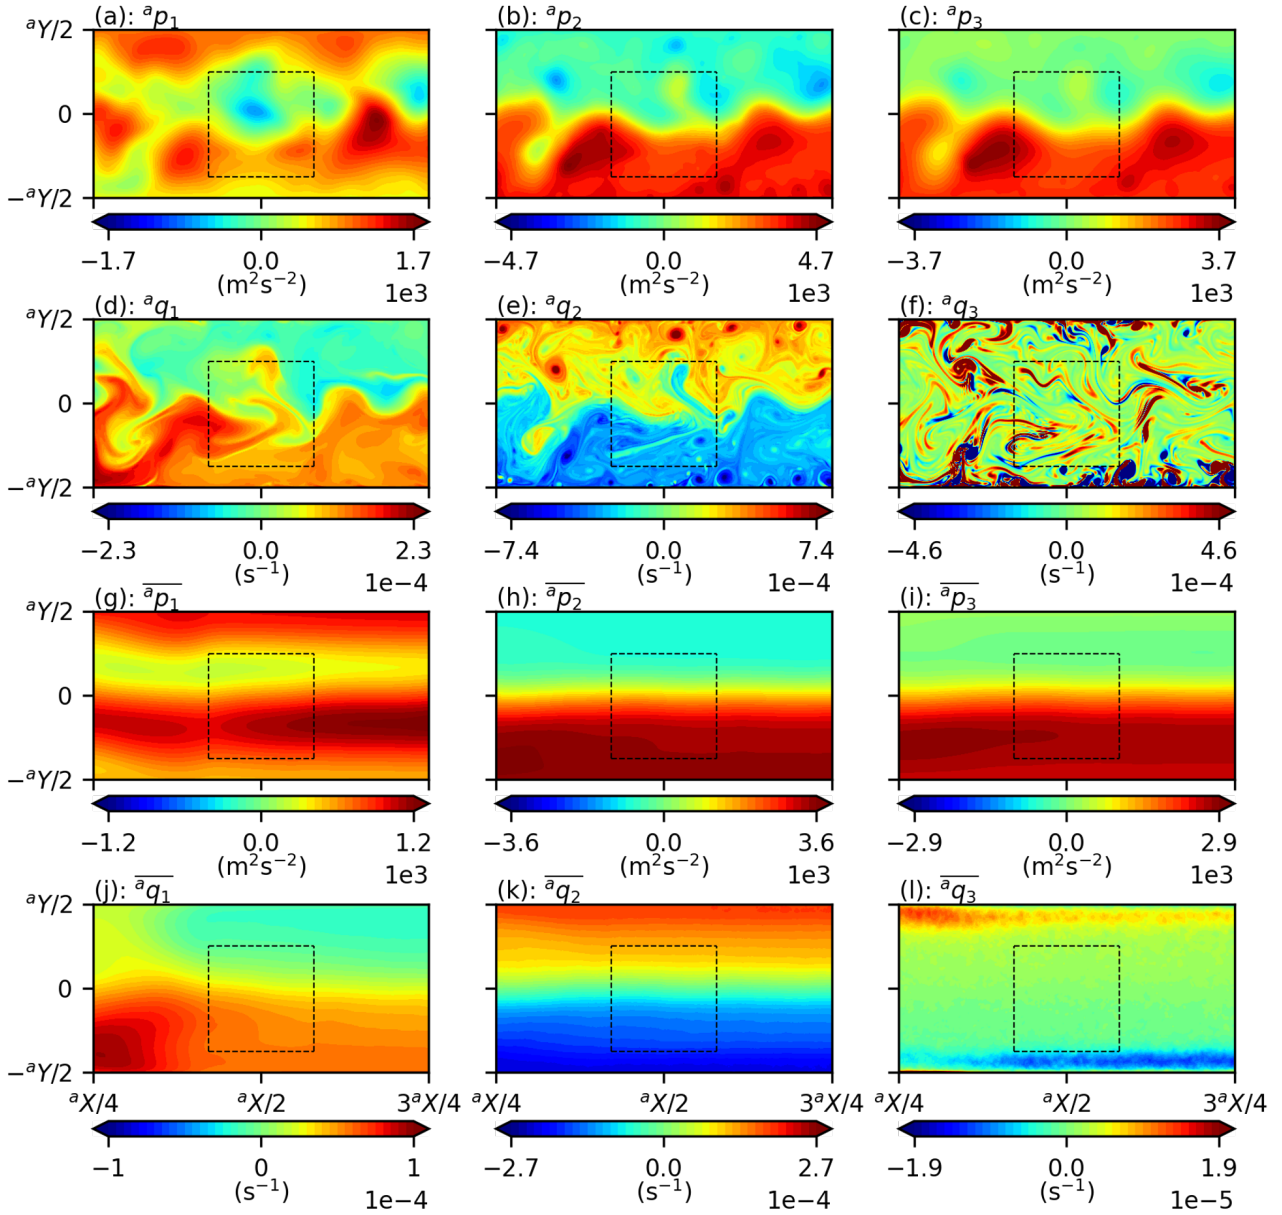 (a): ᵃp₁ (b): ᵃp₂ (c): ᵃp₃
ᵃY/2
0
−ᵃY/2
−1.7 0.0 1.7 −4.7 0.0 4.7 −3.7 0.0 3.7
(m²s⁻²) (m²s⁻²) (m²s⁻²)
1e3 1e3 1e3
(d): ᵃq₁ (e): ᵃq₂ (f): ᵃq₃
ᵃY/2
0
−ᵃY/2
−2.3 0.0 2.3 −7.4 0.0 7.4 −4.6 0.0 4.6
(s⁻¹) (s⁻¹) (s⁻¹)
1e−4 1e−4 1e−4
(g): ᵃp₁ (h): ᵃp₂ (i): ᵃp₃
ᵃY/2
0
−ᵃY/2
−1.2 0.0 1.2 −3.6 0.0 3.6 −2.9 0.0 2.9
(m²s⁻²) (m²s⁻²) (m²s⁻²)
1e3 1e3 1e3
(j): ᵃq₁ (k): ᵃq₂ (l): ᵃq₃
ᵃY/2
0
−ᵃY/2
ᵃX/4 ᵃX/2 3ᵃX/4 ᵃX/4 ᵃX/2 3ᵃX/4 ᵃX/4 ᵃX/2 3ᵃX/4
−1 0 1 −2.7 0.0 2.7 −1.9 0.0 1.9
(s⁻¹) (s⁻¹) (s⁻¹)
1e−4 1e−4 1e−5